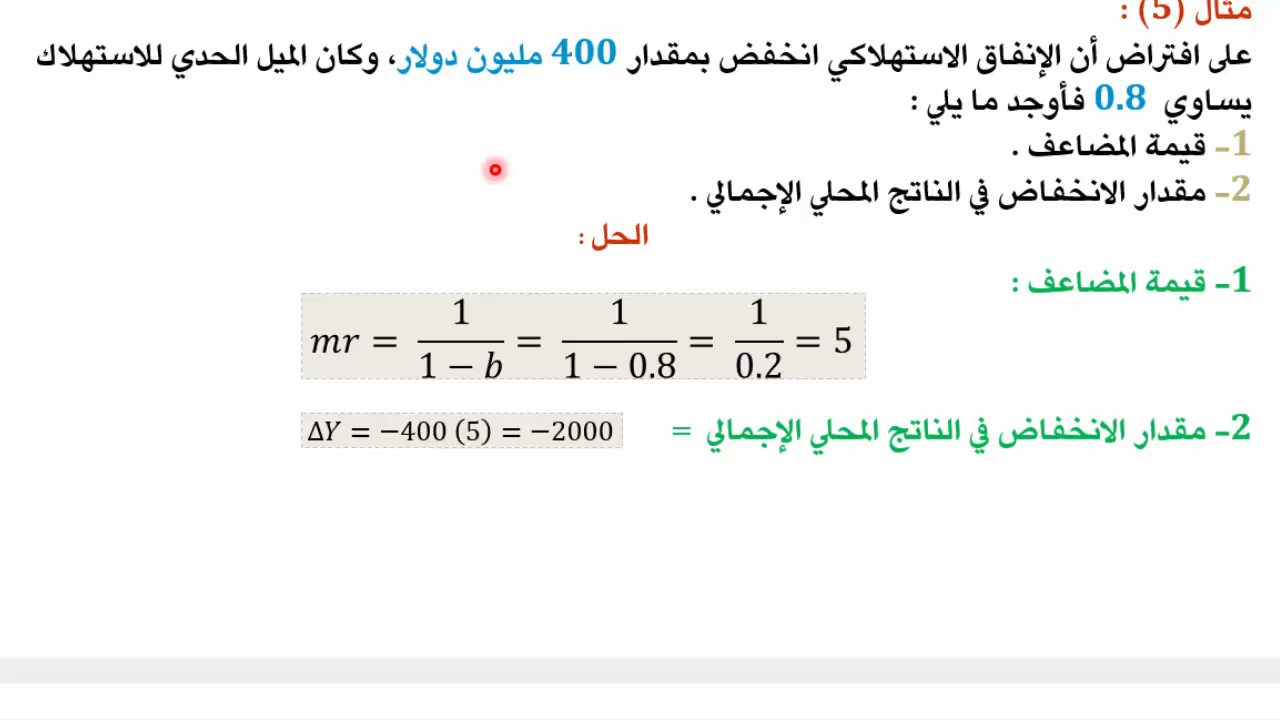 مثال (5) :
على افتراض أن الإنفاق الاستهلاكي انخفض بمقدار 400 مليون دولار، وكان الميل الحدي للاستهلاك
يساوي 0.8 فأوجد ما يلي :
1- قيمة المضاعف .
2- مقدار الانخفاض في الناتج المحلي الإجمالي .
الحل :
1- قيمة المضاعف :
mr = 1/(1 − b) = 1/(1 − 0.8) = 1/0.2 = 5
2- مقدار الانخفاض في الناتج المحلي الإجمالي = ΔY = −400 (5) = −2000